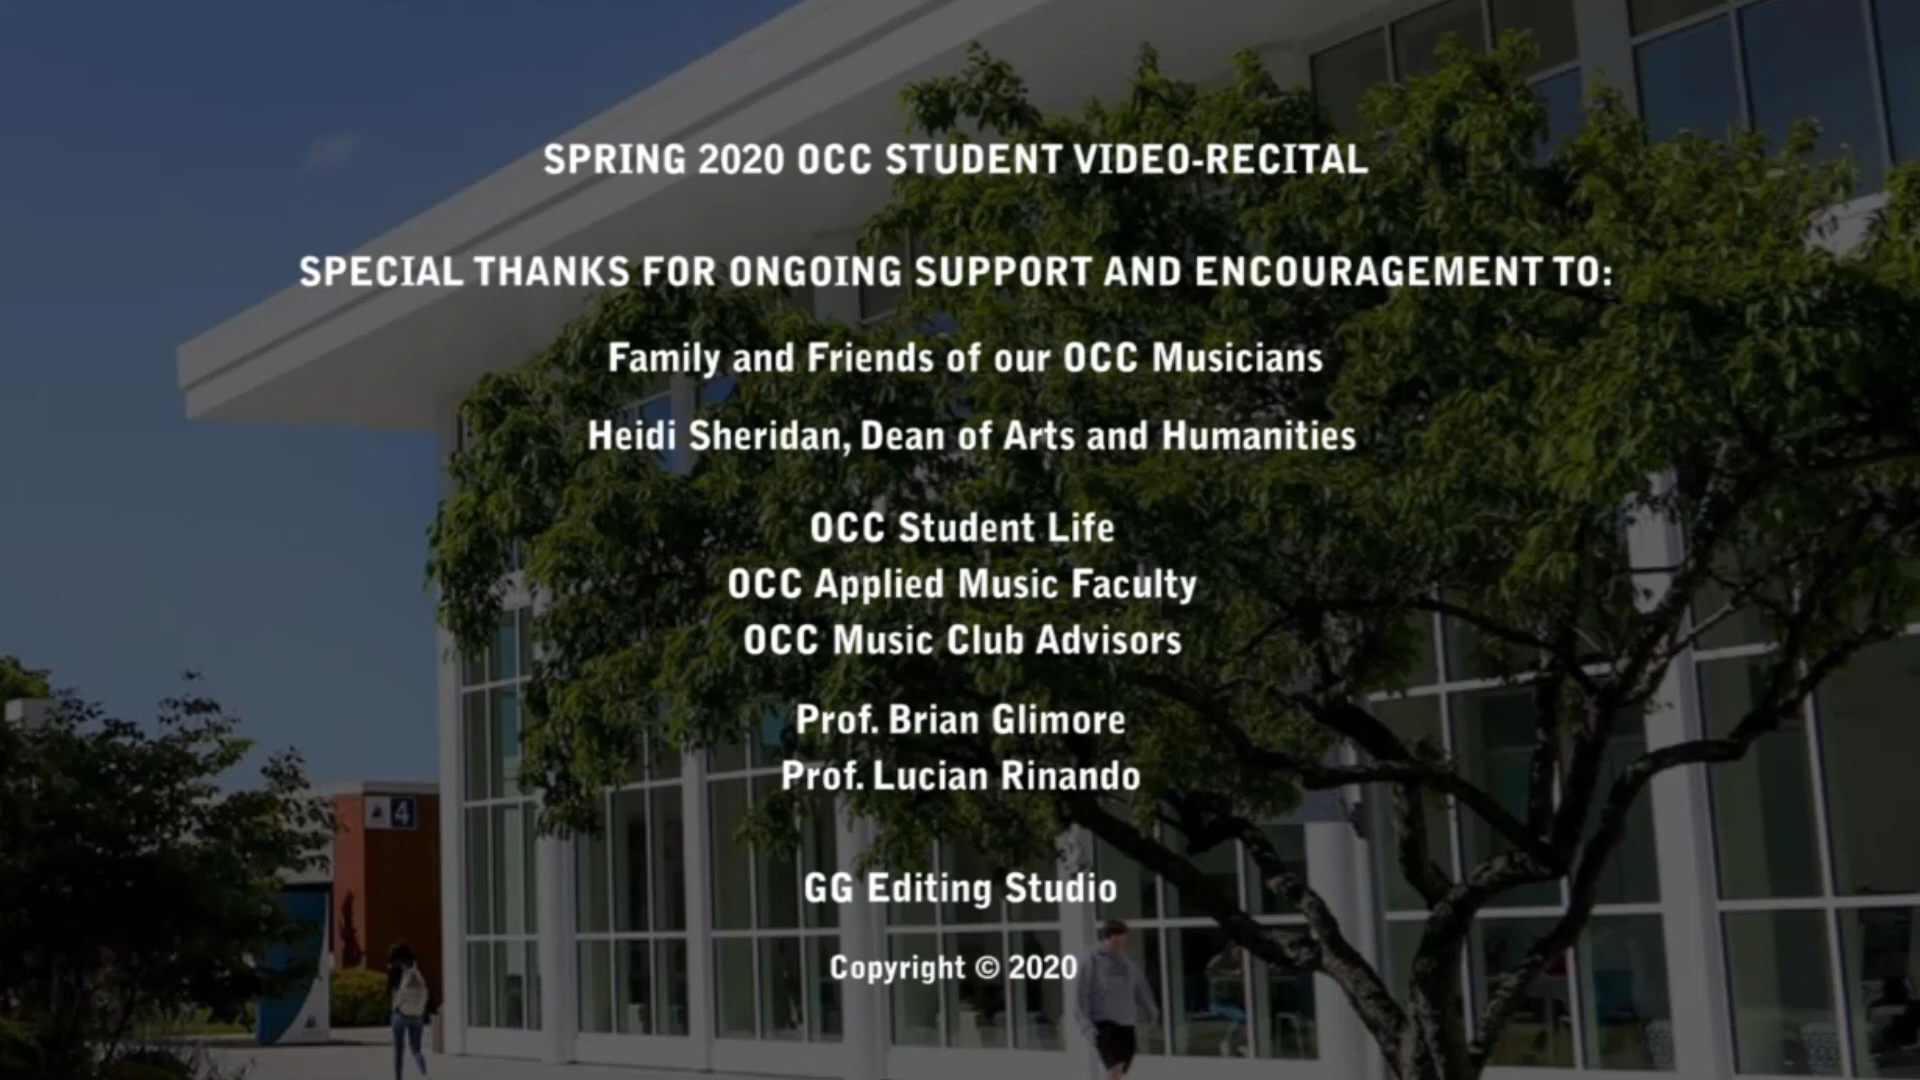 SPRING 2020 OCC STUDENT VIDEO-RECITAL
SPECIAL THANKS FOR ONGOING SUPPORT AND ENCOURAGEMENT TO:
Family and Friends of our OCC Musicians
Heidi Sheridan, Dean of Arts and Humanities
OCC Student Life
OCC Applied Music Faculty
OCC Music Club Advisors
Prof. Brian Glimore
Prof. Lucian Rinando
4
GG Editing Studio
Copyright © 2020